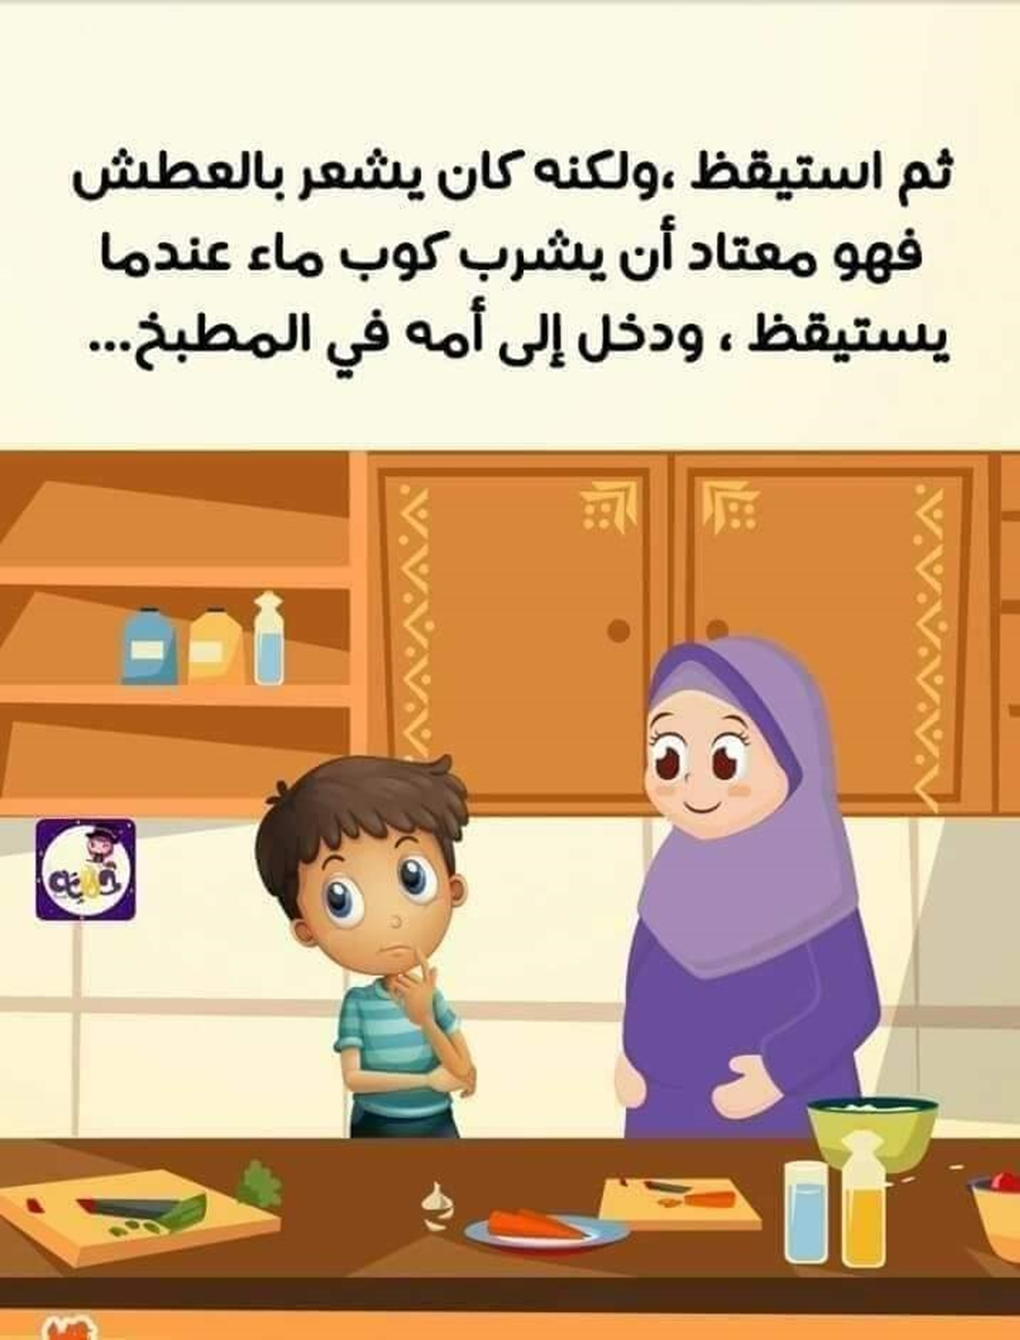 ثم استيقظ ،ولكنه كان يشعر بالعطش
فهو معتاد أن يشرب كوب ماء عندما
يستيقظ ، ودخل إلى أمه في المطبخ...